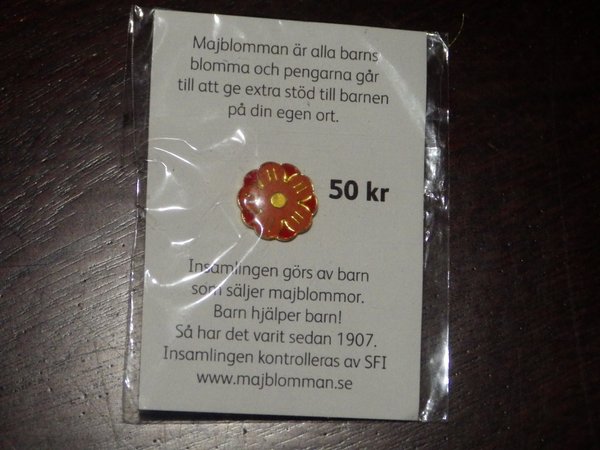 Majblomman är alla barns
blomma och pengarna går
till att ge extra stöd till barnen
på din egen ort.
50 kr
Insamlingen görs av barn
som säljer majblommor.
Barn hjälper barn!
Så har det varit sedan 1907.
Insamlingen kontrolleras av SFI
www.majblomman.se